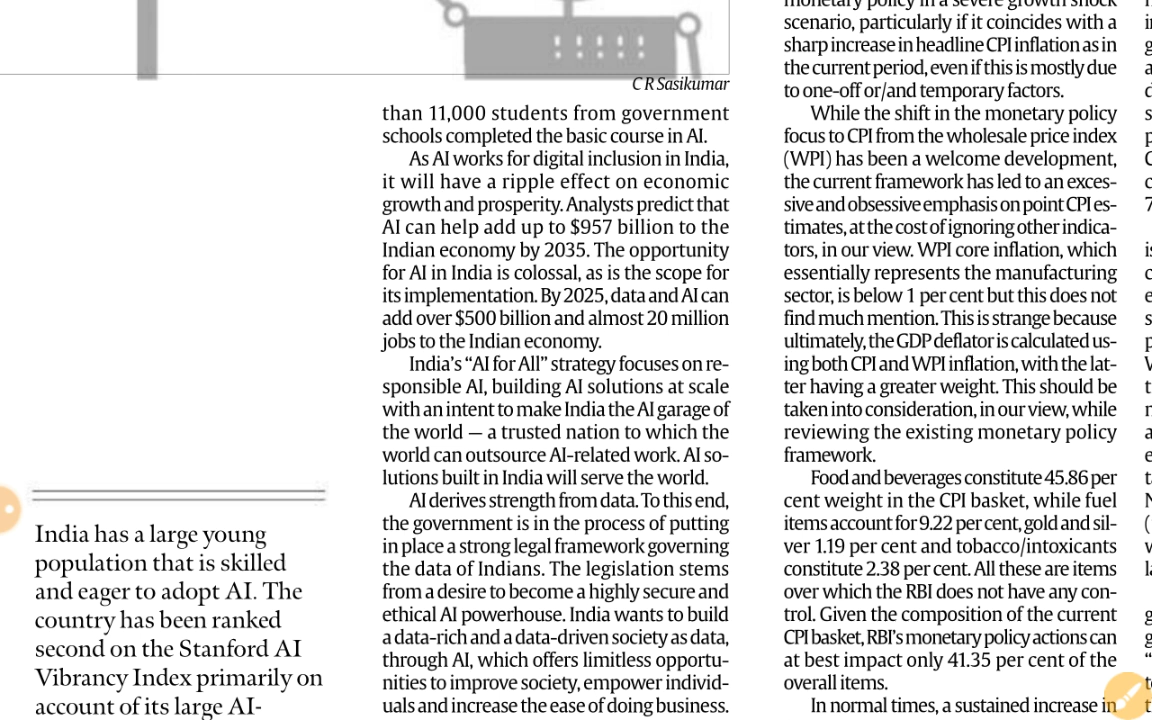 C R Sasikumar
than 11,000 students from government
schools completed the basic course in AI.
As AI works for digital inclusion in India,
it will have a ripple effect on economic
growth and prosperity. Analysts predict that
AI can help add up to $957 billion to the
Indian economy by 2035. The opportunity
for AI in India is colossal, as is the scope for
its implementation. By 2025, data and AI can
add over $500 billion and almost 20 million
jobs to the Indian economy.
India's "AI for All" strategy focuses on re-
sponsible AI, building AI solutions at scale
with an intent to make India the AI garage of
the world — a trusted nation to which the
world can outsource AI-related work. AI so-
lutions built in India will serve the world.
AI derives strength from data. To this end,
the government is in the process of putting
in place a strong legal framework governing
the data of Indians. The legislation stems
from a desire to become a highly secure and
ethical AI powerhouse. India wants to build
a data-rich and a data-driven society as data,
through AI, which offers limitless opportu-
nities to improve society, empower individ-
uals and increase the ease of doing business.
India has a large young
population that is skilled
and eager to adopt AI. The
country has been ranked
second on the Stanford AI
Vibrancy Index primarily on
account of its large AI-
monetary policy in a severe growth shock
scenario, particularly if it coincides with a
sharp increase in headline CPI inflation as in
the current period, even if this is mostly due
to one-off or/and temporary factors.
While the shift in the monetary policy
focus to CPI from the wholesale price index
(WPI) has been a welcome development,
the current framework has led to an exces-
sive and obsessive emphasis on point CPI es-
timates, at the cost of ignoring other indica-
tors, in our view. WPI core inflation, which
essentially represents the manufacturing
sector, is below 1 per cent but this does not
find much mention. This is strange because
ultimately, the GDP deflator is calculated us-
ing both CPI and WPI inflation, with the lat-
ter having a greater weight. This should be
taken into consideration, in our view, while
reviewing the existing monetary policy
framework.
Food and beverages constitute 45.86 per
cent weight in the CPI basket, while fuel
items account for 9.22 per cent, gold and sil-
ver 1.19 per cent and tobacco/intoxicants
constitute 2.38 per cent. All these are items
over which the RBI does not have any con-
trol. Given the composition of the current
CPI basket, RBI's monetary policy actions can
at best impact only 41.35 per cent of the
overall items.
In normal times, a sustained increase in